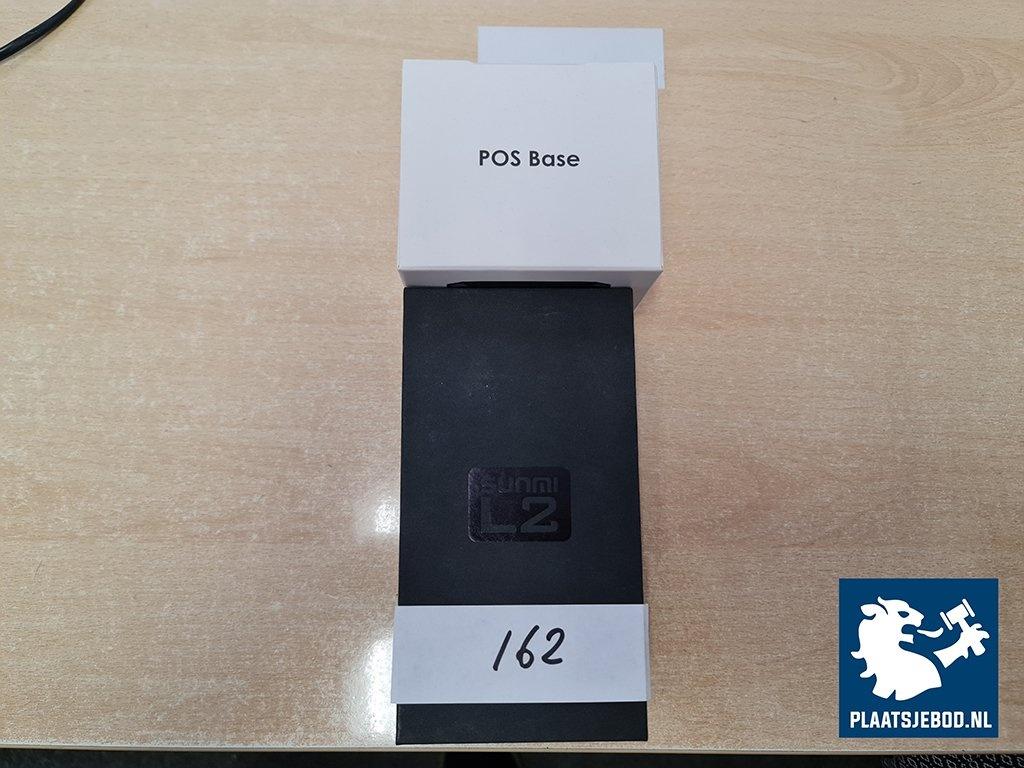 POS Base
sunmi
L2
162
PLAATSJEBOD.NL